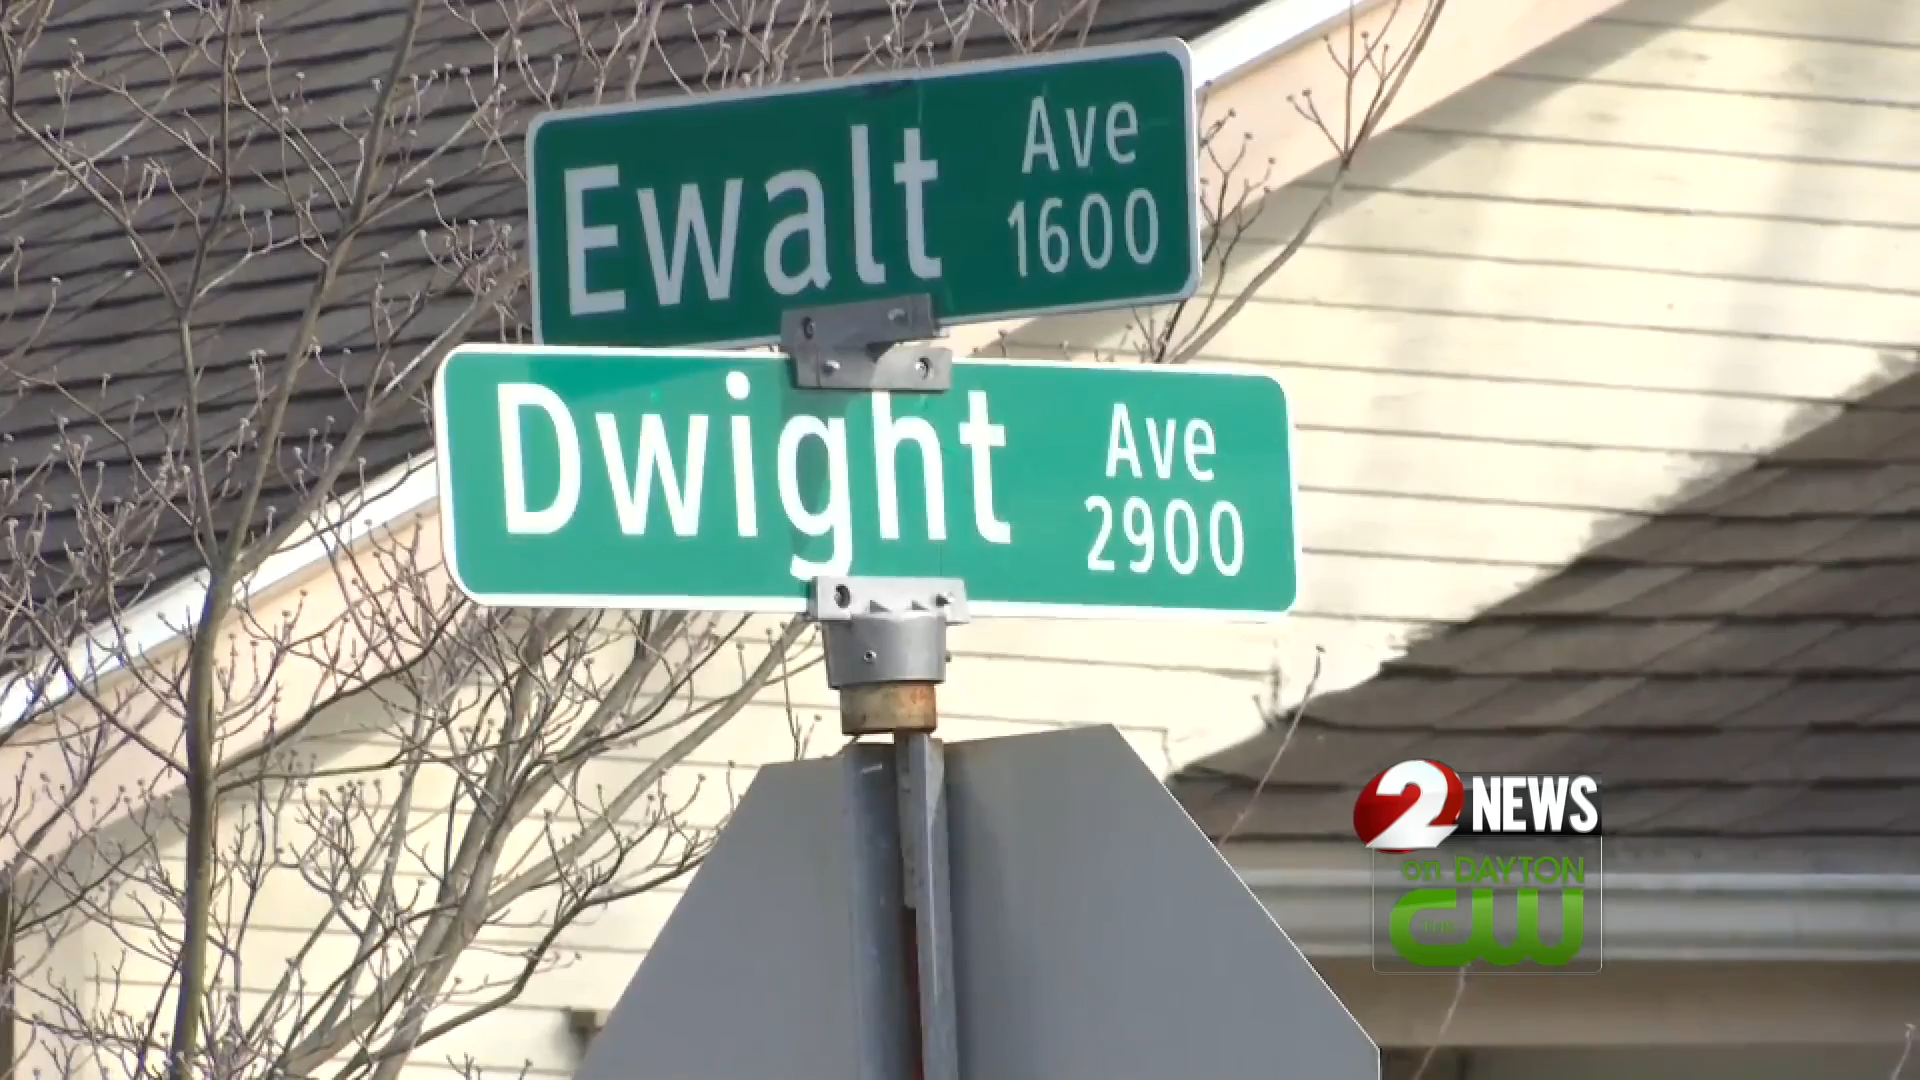 Ewalt Ave
1600
Dwight Ave
2900
2 NEWS
on DAYTON
THE CW